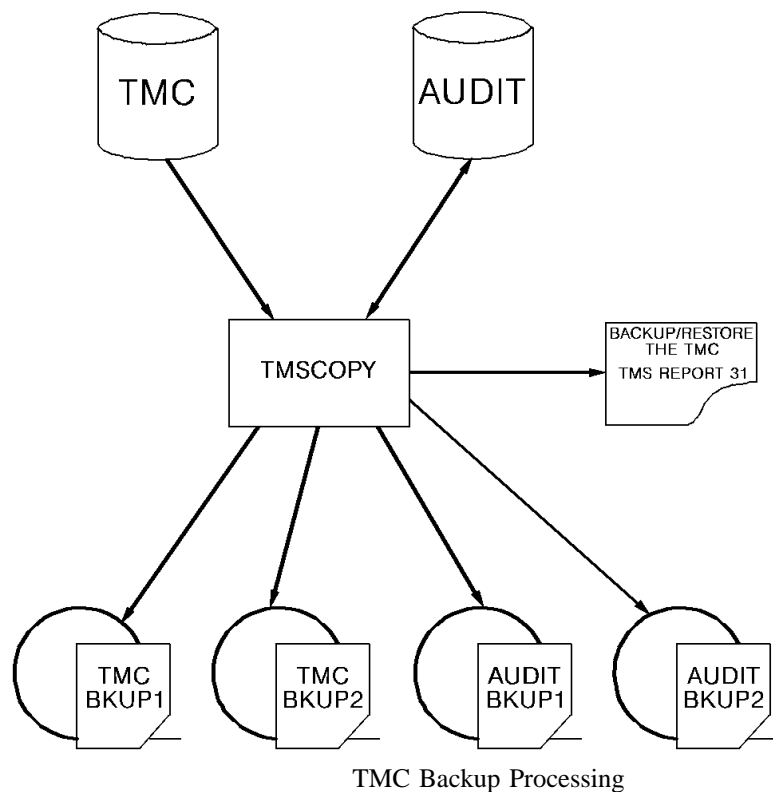 TMC
AUDIT
TMSCOPY
BACKUP/RESTORE
THE TMC
TMS REPORT 31
TMC
BKUP1
TMC
BKUP2
AUDIT
BKUP1
AUDIT
BKUP2
TMC Backup Processing